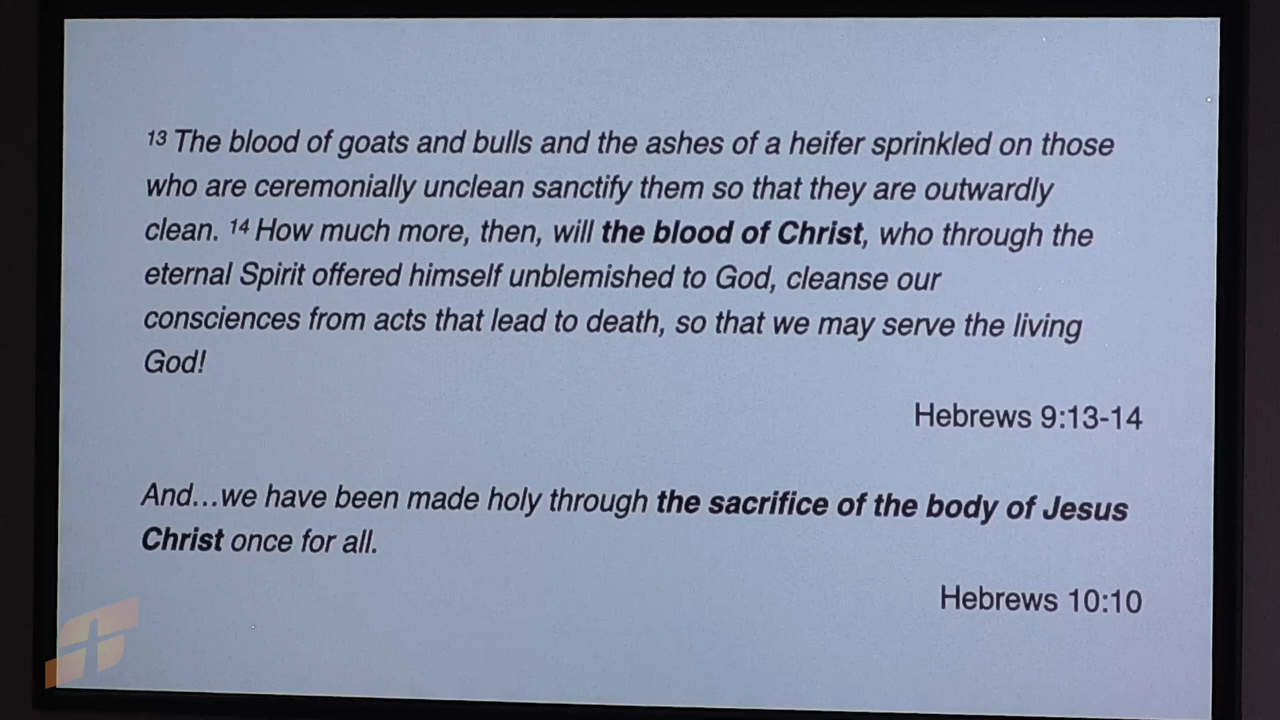 13 The blood of goats and bulls and the ashes of a heifer sprinkled on those
who are ceremonially unclean sanctify them so that they are outwardly
clean. 14 How much more, then, will the blood of Christ, who through the
eternal Spirit offered himself unblemished to God, cleanse our
consciences from acts that lead to death, so that we may serve the living
God!
Hebrews 9:13-14
And...we have been made holy through the sacrifice of the body of Jesus
Christ once for all.
Hebrews 10:10